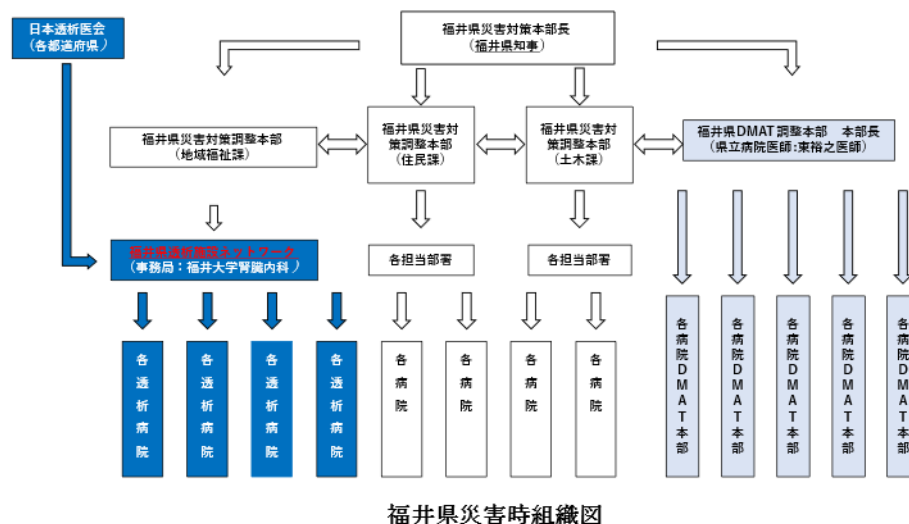 日本透析医会
(各都道府県)
福井県災害対策本部長
(福井県知事)
福井県災害対策調整本部
(地域福祉課)
福井県災害対
策調整本部
(住民課)
福井県災害対
策調整本部
(土木課)
福井県DMAT調整本部 本部長
(県立病院医師:東裕之医師)
福井県透析施設ネットワーク
(事務局:福井大学腎臓内科)
各担当部署
各担当部署
各透析病院
各透析病院
各透析病院
各透析病院
各病院
各病院
各病院
各病院
各病院DMAT本部
各病院DMAT本部
各病院DMAT本部
各病院DMAT本部
各病院DMAT本部
福井県災害時組織図